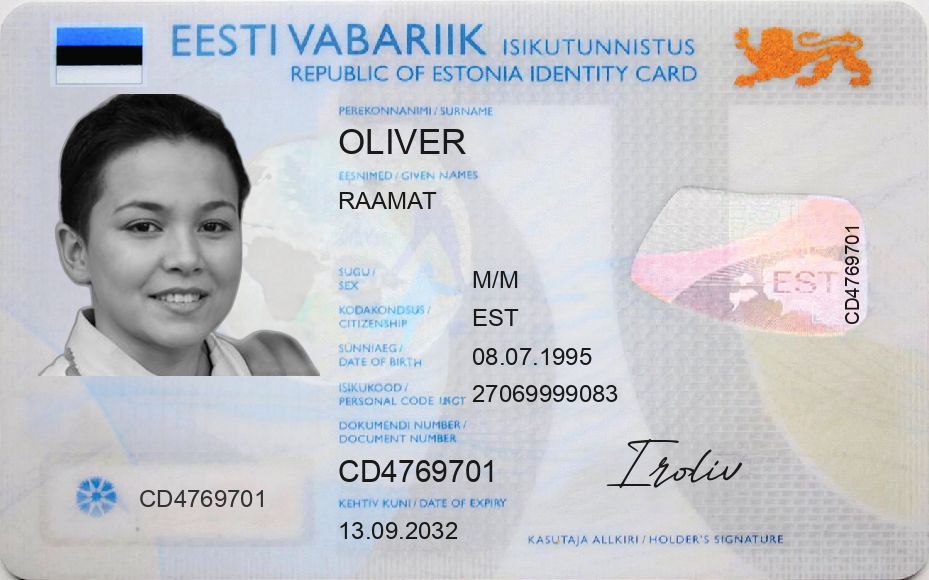 EESTI VABARIIK ISIKUTUNNISTUS
REPUBLIC OF ESTONIA IDENTITY CARD
PEREKONNANIMI / SURNAME
OLIVER
EESNIMED / GIVEN NAMES
RAAMAT
SUGU /
SEX
M/M
KODAKONDSUS /
CITIZENSHIP
EST
SÜNNIAEG /
DATE OF BIRTH
08.07.1995
ISIKUKOOD /
PERSONAL CODE
27069999083
DOKUMENDI NUMBER /
DOCUMENT NUMBER
CD4769701
KEHTIV KUNI / DATE OF EXPIRY
13.09.2032
CD4769701
EST
CD4769701
KASUTAJA ALLKIRI / HOLDER'S SIGNATURE